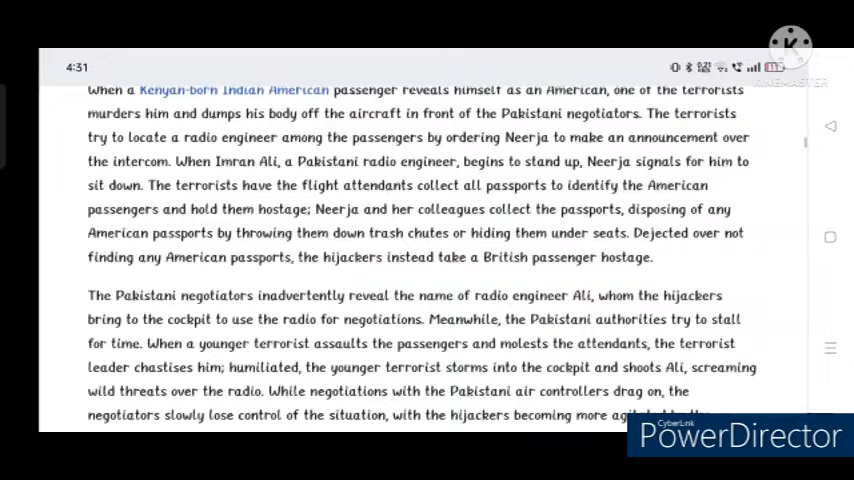 4:31
KINEMASTER
When a Kenyan-born Indian American passenger reveals himself as an American, one of the terrorists
murders him and dumps his body off the aircraft in front of the Pakistani negotiators. The terrorists
try to locate a radio engineer among the passengers by ordering Neerja to make an announcement over
the intercom. When Imran Ali, a Pakistani radio engineer, begins to stand up, Neerja signals for him to
sit down. The terrorists have the flight attendants collect all passports to identify the American
passengers and hold them hostage; Neerja and her colleagues collect the passports, disposing of any
American passports by throwing them down trash chutes or hiding them under seats. Dejected over not
finding any American passports, the hijackers instead take a British passenger hostage.
The Pakistani negotiators inadvertently reveal the name of radio engineer Ali, whom the hijackers
bring to the cockpit to use the radio for negotiations. Meanwhile, the Pakistani authorities try to stall
for time. When a younger terrorist assaults the passengers and molests the attendants, the terrorist
leader chastises him; humiliated, the younger terrorist storms into the cockpit and shoots Ali, screaming
wild threats over the radio. While negotiations with the Pakistani air controllers drag on, the
negotiators slowly lose control of the situation, with the hijackers becoming more
CyberLink
PowerDirector